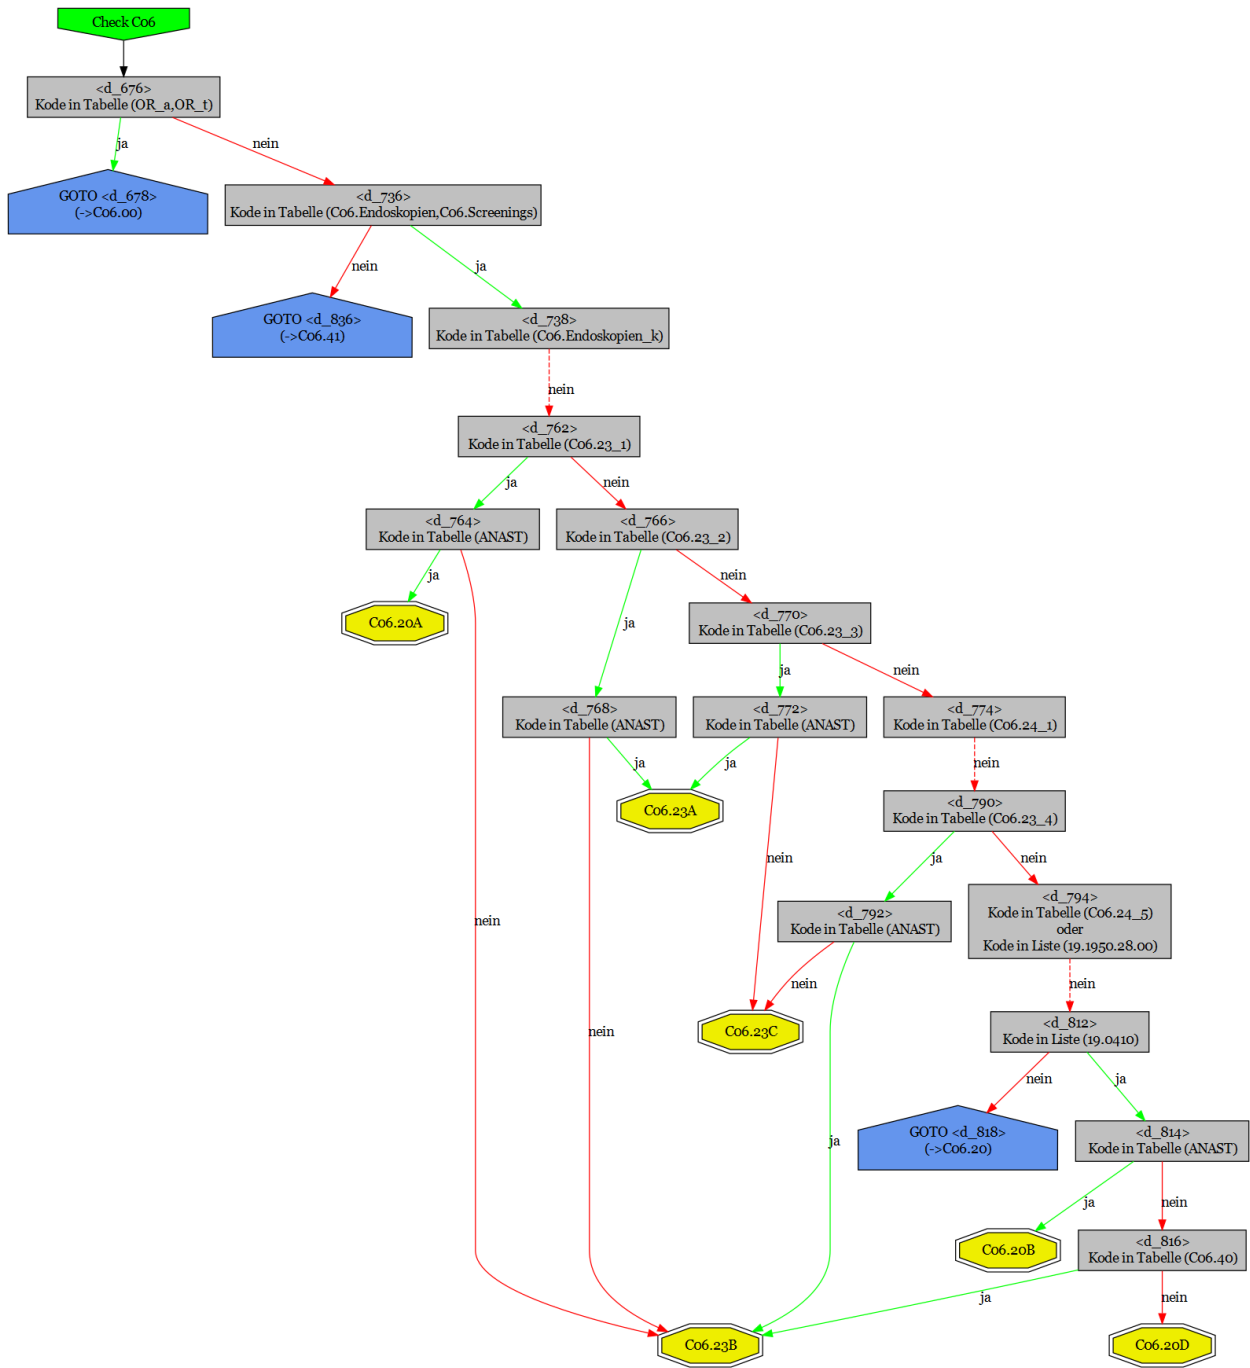 Check C06
<d_676>
Kode in Tabelle (OR_a,OR_t)
ja
nein
GOTO <d_678>
(->C06.00)
<d_736>
Kode in Tabelle (C06.Endoskopien,C06.Screenings)
nein
ja
GOTO <d_836>
(->C06.41)
<d_738>
Kode in Tabelle (C06.Endoskopien_k)
nein
<d_762>
Kode in Tabelle (C06.23_1)
ja
nein
<d_764>
Kode in Tabelle (ANAST)
<d_766>
Kode in Tabelle (C06.23_2)
ja
nein
C06.20A
ja
<d_770>
Kode in Tabelle (C06.23_3)
ja
nein
<d_768>
Kode in Tabelle (ANAST)
<d_772>
Kode in Tabelle (ANAST)
<d_774>
Kode in Tabelle (C06.24_1)
ja
ja
nein
C06.23A
<d_790>
Kode in Tabelle (C06.23_4)
nein
ja
nein
nein
<d_792>
Kode in Tabelle (ANAST)
<d_794>
Kode in Tabelle (C06.24_5)
oder
Kode in Liste (19.1950.28.00)
nein
nein
nein
C06.23C
<d_812>
Kode in Liste (19.0410)
nein
ja
ja
GOTO <d_818>
(->C06.20)
<d_814>
Kode in Tabelle (ANAST)
ja
nein
C06.20B
<d_816>
Kode in Tabelle (C06.40)
ja
nein
C06.23B
C06.20D